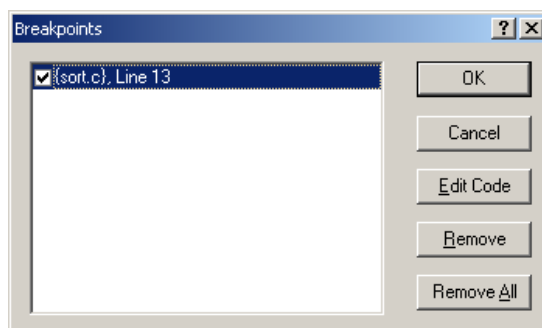 Breakpoints
{sort.c}, Line 13
OK
Cancel
Edit Code
Remove
Remove All